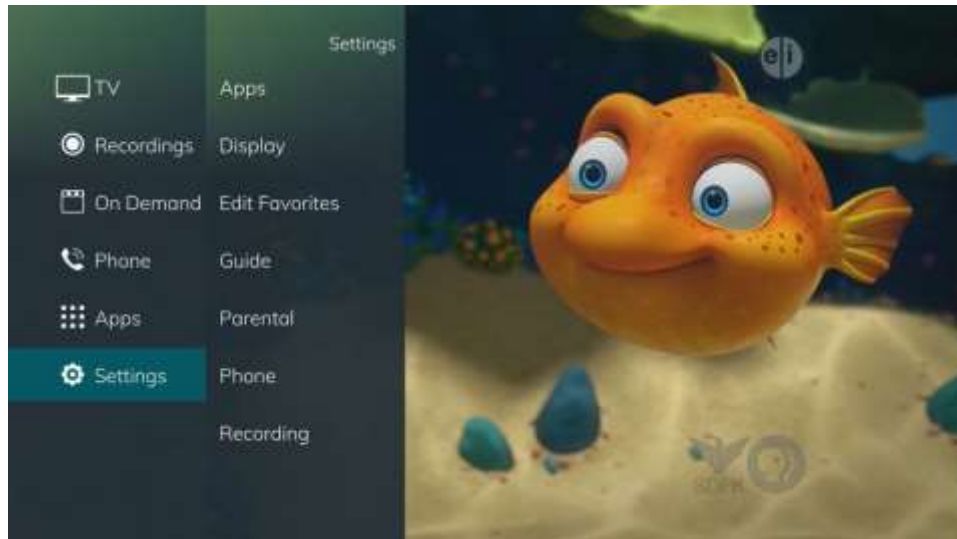 Settings
TV
Apps
Recordings
Display
On Demand
Edit Favorites
Phone
Guide
Apps
Parental
Settings
Phone
Recording
e/i